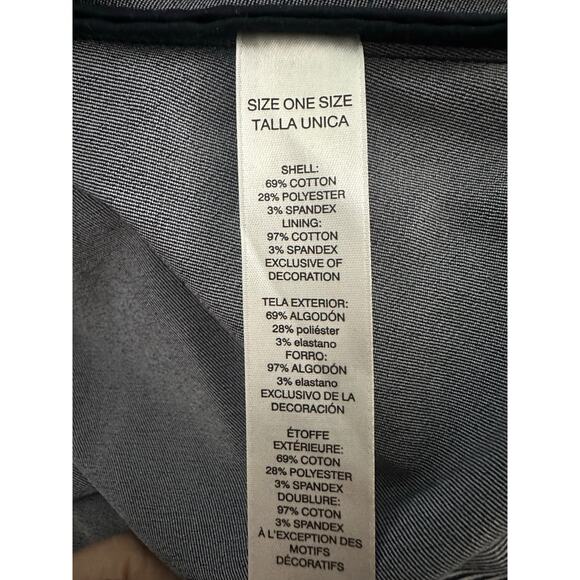 SIZE ONE SIZE
TALLA UNICA
SHELL:
69% COTTON
28% POLYESTER
3% SPANDEX
LINING:
97% COTTON
3% SPANDEX
EXCLUSIVE OF
DECORATION
TELA EXTERIOR:
69% ALGODÓN
28% poliéster
3% elastano
FORRO:
97% ALGODÓN
3% elastano
EXCLUSIVO DE LA
DECORACIÓN
ÉTOFFE
EXTÉRIEURE:
69% COTON
28% POLYESTER
3% SPANDEX
DOUBLURE:
97% COTON
3% SPANDEX
À L'EXCEPTION DES
MOTIFS
DÉCORATIFS